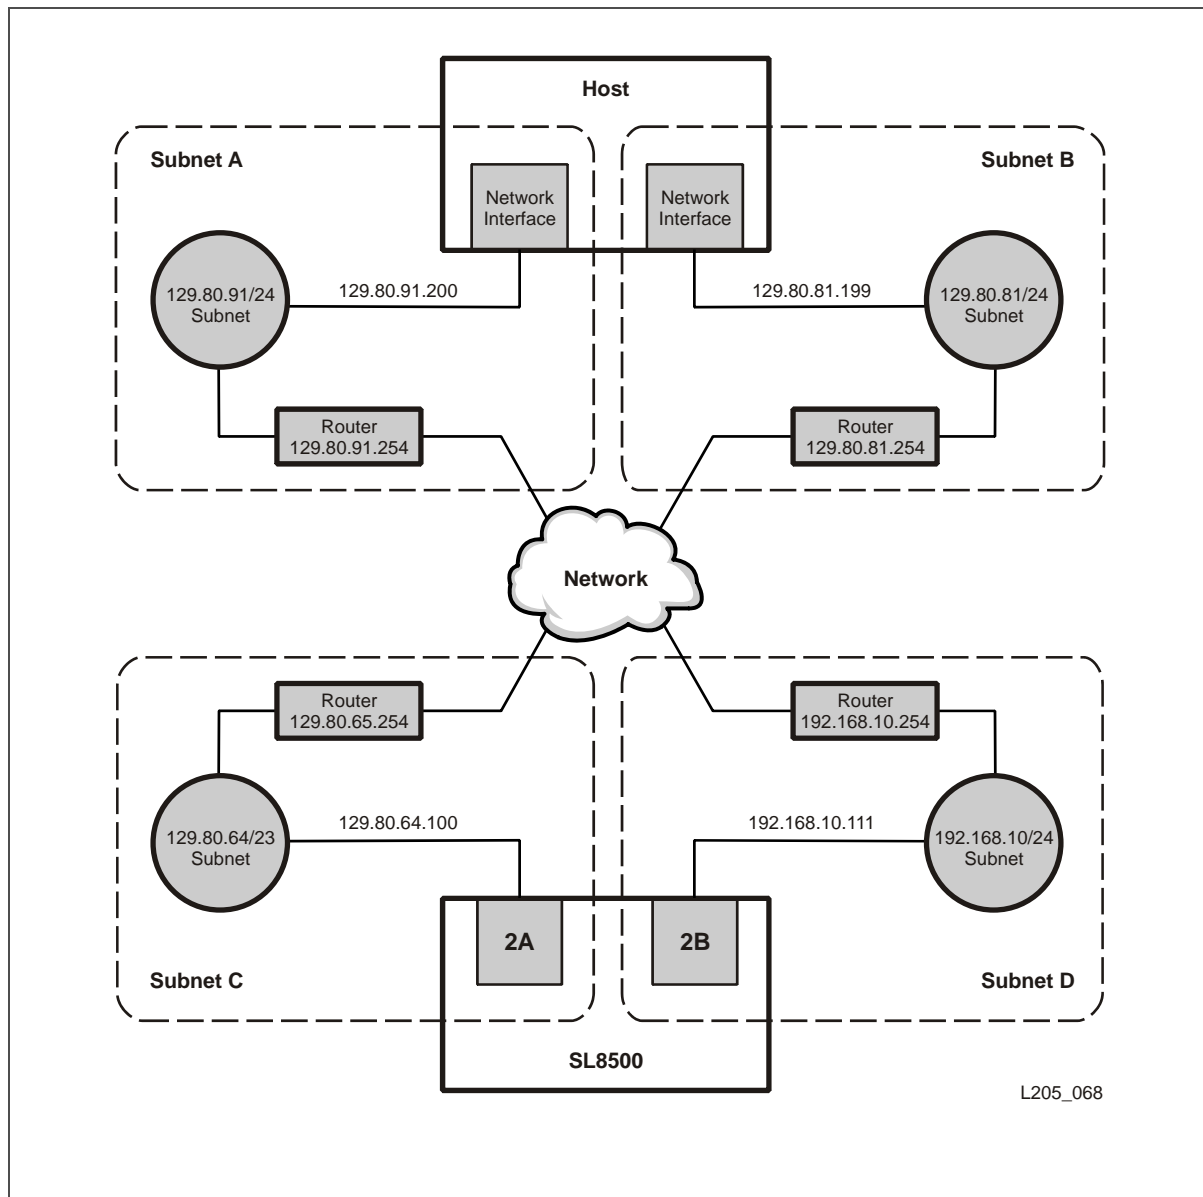 Host
Subnet A
Subnet B
Network
Interface
Network
Interface
129.80.91/24
Subnet
129.80.91.200
129.80.81.199
129.80.81/24
Subnet
Router
129.80.91.254
Router
129.80.81.254
Network
Router
129.80.65.254
Router
192.168.10.254
129.80.64/23
Subnet
129.80.64.100
192.168.10.111
192.168.10/24
Subnet
2A
2B
Subnet C
Subnet D
SL8500
L205_068